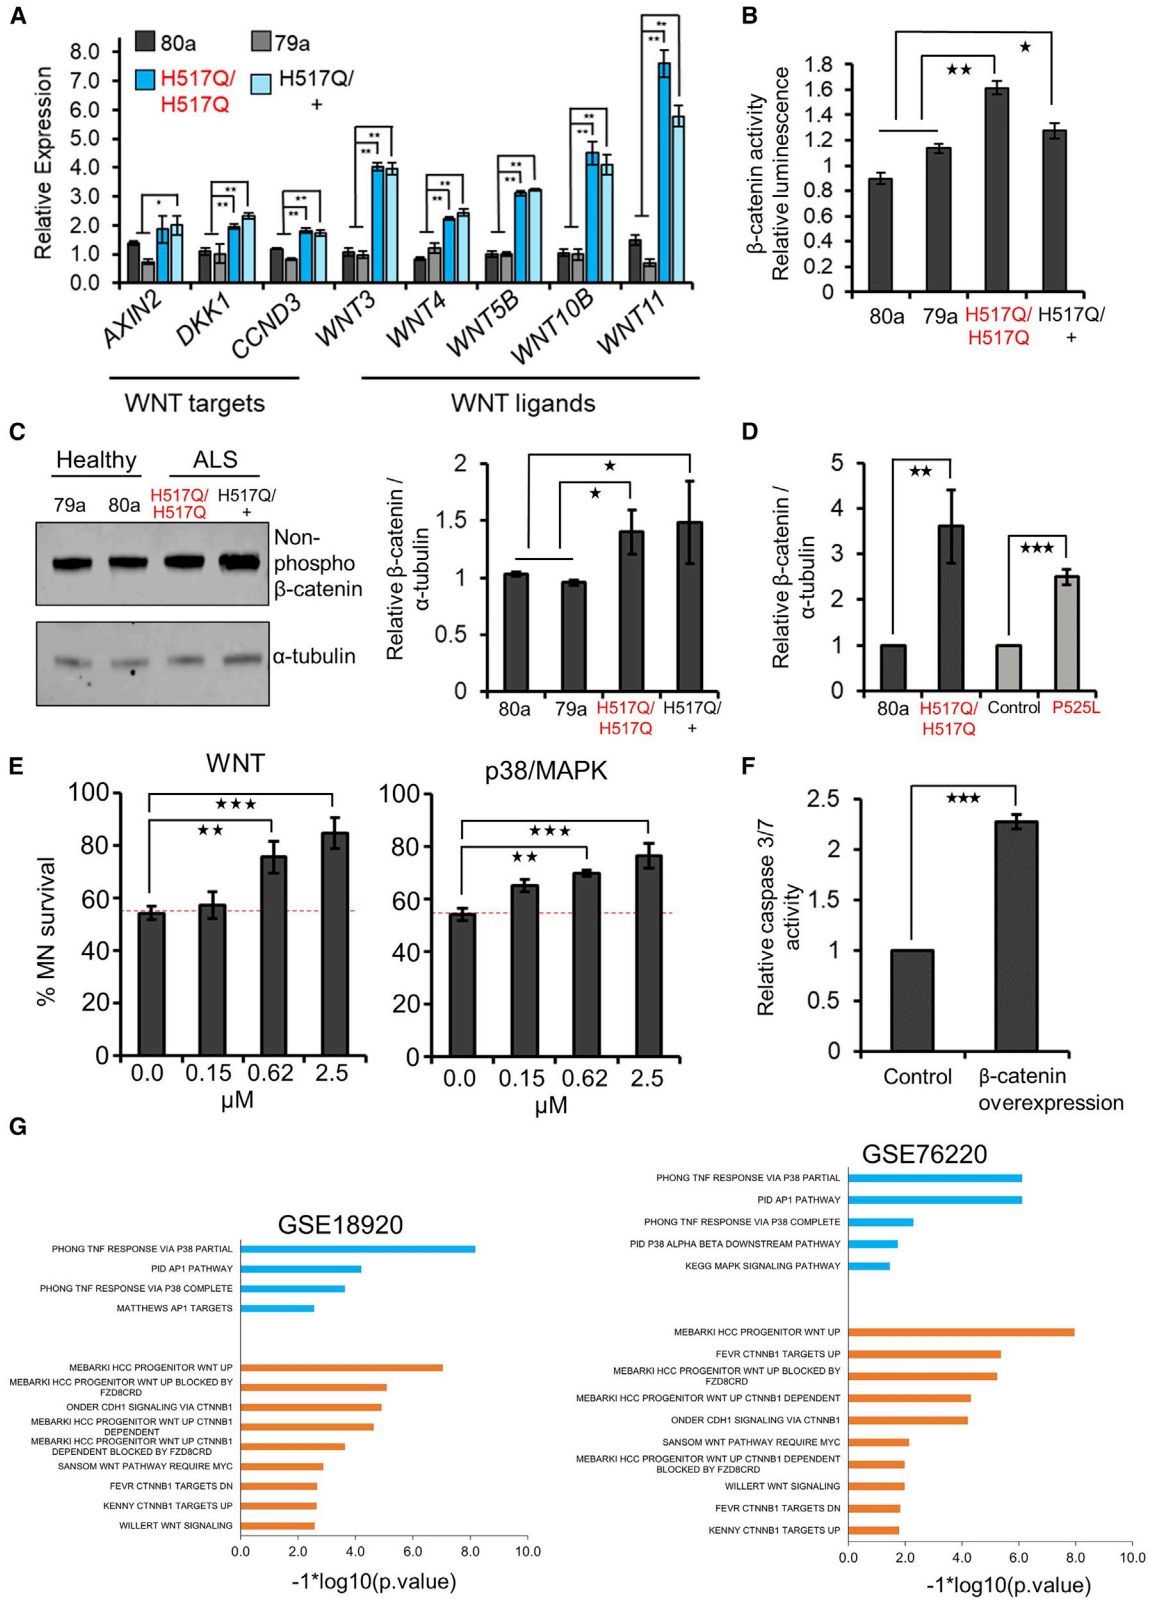 A
80a
79a
H517Q/
H517Q
H517Q/
+
Relative Expression
8.0
7.0
6.0
5.0
4.0
3.0
2.0
1.0
0.0
*
**
**
**
**
**
**
**
**
**
**
**
**
**
**
AXIN2
DKK1
CCND3
WNT3
WNT4
WNT5B
WNT10B
WNT11
WNT targets
WNT ligands
B
β-catenin activity
Relative luminescence
1.8
1.6
1.4
1.2
1
0.8
0.6
0.4
0.2
0
★★
★
80a
79a
H517Q/
H517Q
H517Q/
+
C
Healthy
ALS
79a
80a
H517Q/
H517Q
H517Q/
+
Non-
phospho
β-catenin
α-tubulin
Relative β-catenin /
α-tubulin
2
1.5
1
0.5
0
★
★
80a
79a
H517Q/
H517Q
H517Q/
+
D
Relative β-catenin /
α-tubulin
5
4
3
2
1
0
★★
★★★
80a
H517Q/
H517Q
Control
P525L
E
WNT
% MN survival
100
80
60
40
20
0
★★★
★★
0.0
0.15
0.62
2.5
µM
p38/MAPK
100
80
60
40
20
0
★★★
★★
0.0
0.15
0.62
2.5
µM
F
Relative caspase 3/7
activity
2.5
2
1.5
1
0.5
0
★★★
Control
β-catenin
overexpression
G
GSE18920
PHONG TNF RESPONSE VIA P38 PARTIAL
PID AP1 PATHWAY
PHONG TNF RESPONSE VIA P38 COMPLETE
MATTHEWS AP1 TARGETS
MEBARKI HCC PROGENITOR WNT UP
MEBARKI HCC PROGENITOR WNT UP BLOCKED BY
FZD8CRD
ONDER CDH1 SIGNALING VIA CTNNB1
MEBARKI HCC PROGENITOR WNT UP CTNNB1
DEPENDENT
MEBARKI HCC PROGENITOR WNT UP CTNNB1
DEPENDENT BLOCKED BY FZD8CRD
SANSOM WNT PATHWAY REQUIRE MYC
FEVR CTNNB1 TARGETS DN
KENNY CTNNB1 TARGETS UP
WILLERT WNT SIGNALING
0.0
2.0
4.0
6.0
8.0
10.0
-1*log10(p.value)
GSE76220
PHONG TNF RESPONSE VIA P38 PARTIAL
PID AP1 PATHWAY
PHONG TNF RESPONSE VIA P38 COMPLETE
PID P38 ALPHA BETA DOWNSTREAM PATHWAY
KEGG MAPK SIGNALING PATHWAY
MEBARKI HCC PROGENITOR WNT UP
FEVR CTNNB1 TARGETS UP
MEBARKI HCC PROGENITOR WNT UP BLOCKED BY
FZD8CRD
MEBARKI HCC PROGENITOR WNT UP CTNNB1 DEPENDENT
ONDER CDH1 SIGNALING VIA CTNNB1
SANSOM WNT PATHWAY REQUIRE MYC
MEBARKI HCC PROGENITOR WNT UP CTNNB1 DEPENDENT
BLOCKED BY FZD8CRD
WILLERT WNT SIGNALING
FEVR CTNNB1 TARGETS DN
KENNY CTNNB1 TARGETS UP
0.0
2.0
4.0
6.0
8.0
10.0
-1*log10(p.value)